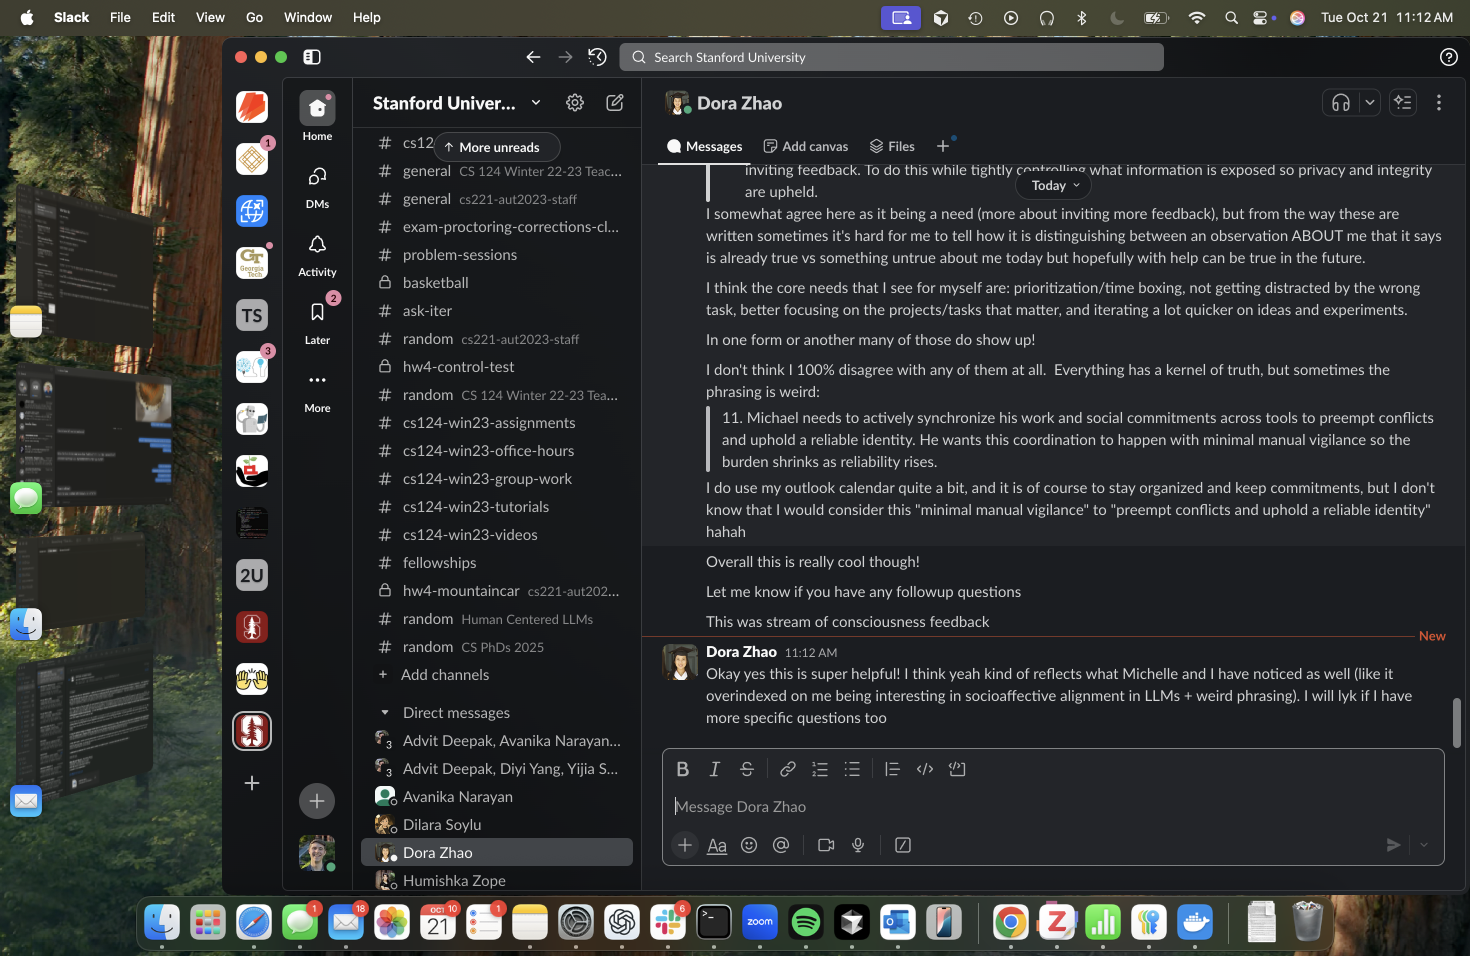 Slack File Edit View Go Window Help
Tue Oct 21 11:12 AM
Search Stanford University
Stanford Univer...
Home
DMs
Activity
2
Later
More
1
GT
Georgia Tech
TS
3
2U
cs12
More unreads
general CS 124 Winter 22-23 Teac...
general cs221-aut2023-staff
exam-proctoring-corrections-cl...
problem-sessions
basketball
ask-iter
random cs221-aut2023-staff
hw4-control-test
random CS 124 Winter 22-23 Tea...
cs124-win23-assignments
cs124-win23-office-hours
cs124-win23-group-work
cs124-win23-tutorials
cs124-win23-videos
fellowships
hw4-mountaincar cs221-aut202...
random Human Centered LLMs
random CS PhDs 2025
Add channels
Direct messages
3 Advit Deepak, Avanika Narayan...
3 Advit Deepak, Diyi Yang, Yijia S...
Avanika Narayan
Dilara Soylu
Dora Zhao
Humishka Zope
Dora Zhao
Messages Add canvas Files
inviting feedback. To do this while tightly controlling what information is exposed so privacy and integrity
are upheld.
Today
I somewhat agree here as it being a need (more about inviting more feedback), but from the way these are
written sometimes it's hard for me to tell how it is distinguishing between an observation ABOUT me that it says
is already true vs something untrue about me today but hopefully with help can be true in the future.
I think the core needs that I see for myself are: prioritization/time boxing, not getting distracted by the wrong
task, better focusing on the projects/tasks that matter, and iterating a lot quicker on ideas and experiments.
In one form or another many of those do show up!
I don't think I 100% disagree with any of them at all. Everything has a kernel of truth, but sometimes the
phrasing is weird:
11. Michael needs to actively synchronize his work and social commitments across tools to preempt conflicts
and uphold a reliable identity. He wants this coordination to happen with minimal manual vigilance so the
burden shrinks as reliability rises.
I do use my outlook calendar quite a bit, and it is of course to stay organized and keep commitments, but I don't
know that I would consider this "minimal manual vigilance" to "preempt conflicts and uphold a reliable identity"
hahah
Overall this is really cool though!
Let me know if you have any followup questions
This was stream of consciousness feedback
New
Dora Zhao 11:12 AM
Okay yes this is super helpful! I think yeah kind of reflects what Michelle and I have noticed as well (like it
overindexed on me being interesting in socioaffective alignment in LLMs + weird phrasing). I will lyk if I have
more specific questions too
Message Dora Zhao
Aa
1
18
OCT 10
21
1
6
zoom